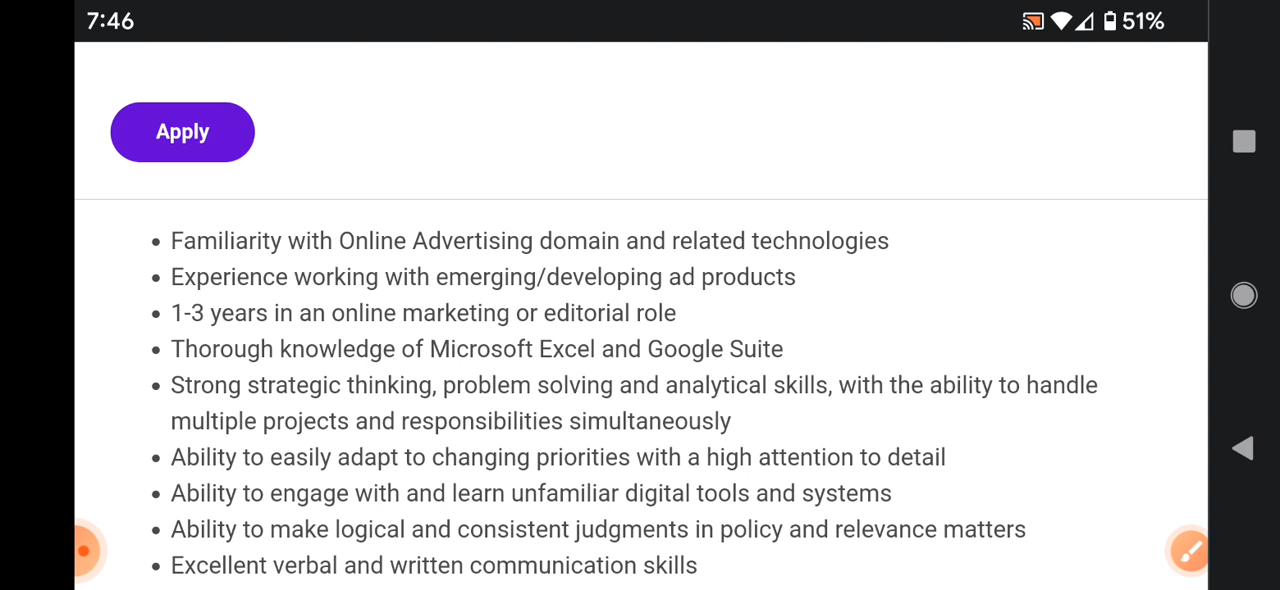 7:46
51%
Apply
• Familiarity with Online Advertising domain and related technologies
• Experience working with emerging/developing ad products
• 1-3 years in an online marketing or editorial role
• Thorough knowledge of Microsoft Excel and Google Suite
• Strong strategic thinking, problem solving and analytical skills, with the ability to handle
multiple projects and responsibilities simultaneously
• Ability to easily adapt to changing priorities with a high attention to detail
• Ability to engage with and learn unfamiliar digital tools and systems
• Ability to make logical and consistent judgments in policy and relevance matters
• Excellent verbal and written communication skills